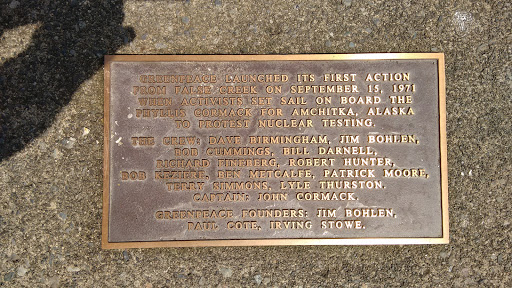 GREENPEACE LAUNCHED ITS FIRST ACTION
FROM FALSE CREEK ON SEPTEMBER 15, 1971
WHEN ACTIVISTS SET SAIL ON BOARD THE
PHYLLIS CORMACK FOR AMCHITKA, ALASKA
TO PROTEST NUCLEAR TESTING.
THE CREW: DAVE BIRMINGHAM, JIM BOHLEN,
BOB CUMMINGS, BILL DARNELL,
RICHARD FINEBERG, ROBERT HUNTER,
BOB KEZIERE, BEN METCALFE, PATRICK MOORE,
TERRY SIMMONS, LYLE THURSTON.
CAPTAIN: JOHN CORMACK.
GREENPEACE FOUNDERS: JIM BOHLEN,
PAUL COTE, IRVING STOWE.